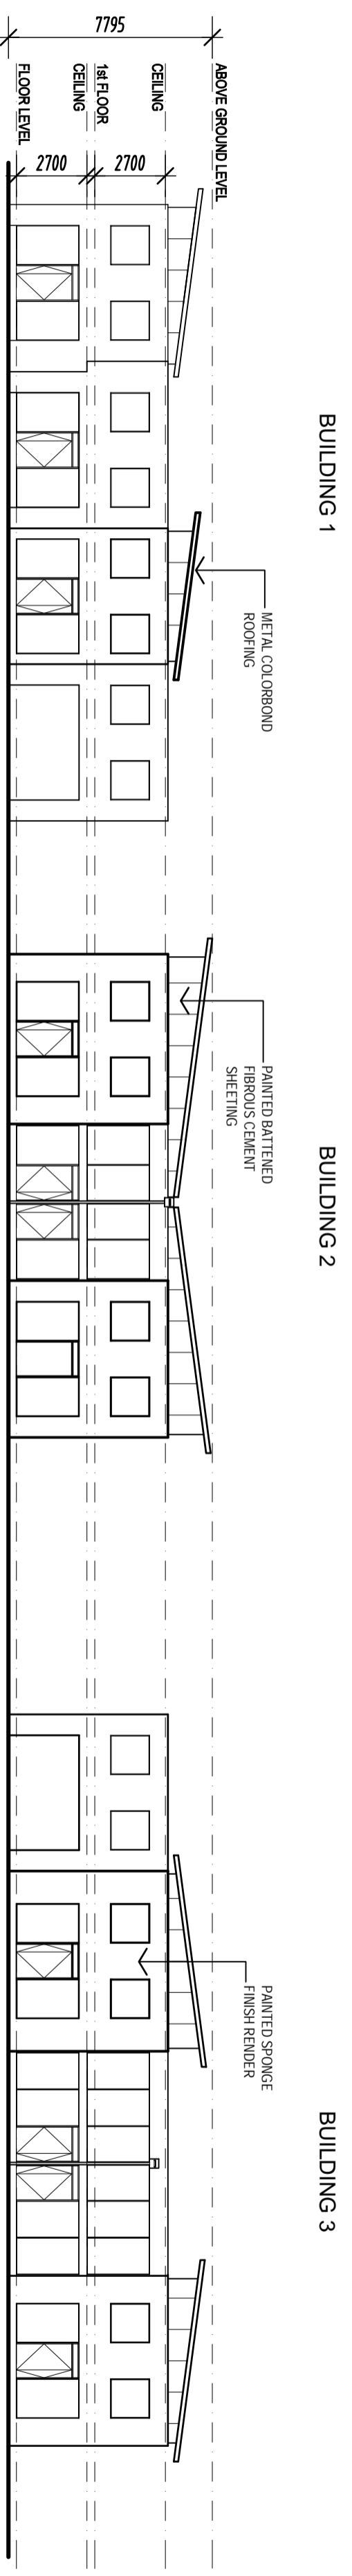 BUILDING 1
BUILDING 2
BUILDING 3
METAL COLORBOND
ROOFING
PAINTED BATTENED
FIBROUS CEMENT
SHEETING
PAINTED SPONGE
FINISH RENDER
ABOVE GROUND LEVEL
CEILING
1st FLOOR
CEILING
FLOOR LEVEL
7795
2700
2700